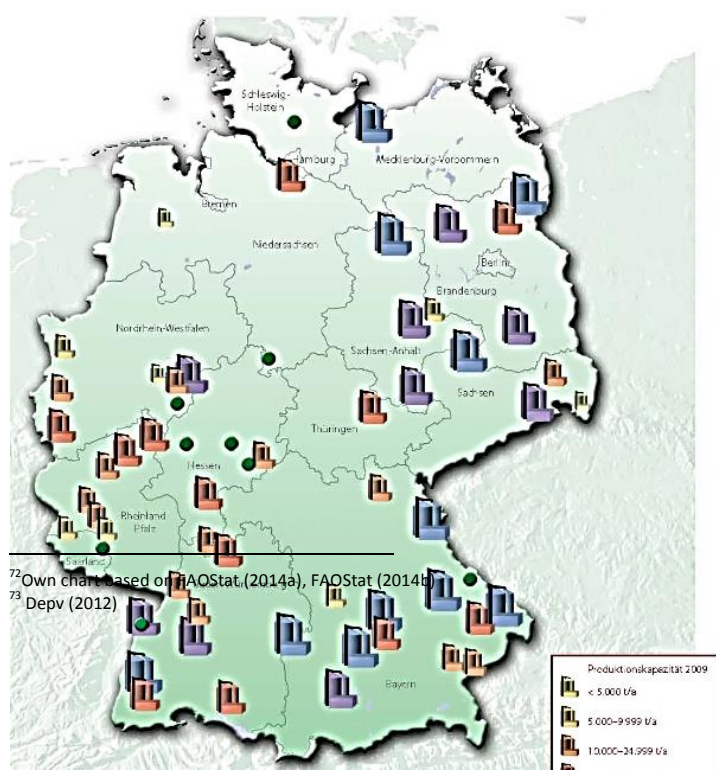 Schleswig-
Holstein
Hamburg
Mecklenburg-Vorpommern
Bremen
Niedersachsen
Berlin
Brandenburg
Nordrhein-Westfalen
Sachsen-Anhalt
Sachsen
Thüringen
Hessen
Rheinland
Pfalz
Saarland
72 Own chart based on FAOStat (2014a), FAOStat (2014b)
73 Depv (2012)
Bayern
Produktionskapazität 2009
< 5.000 t/a
5.000–9.999 t/a
10.000–24.999 t/a